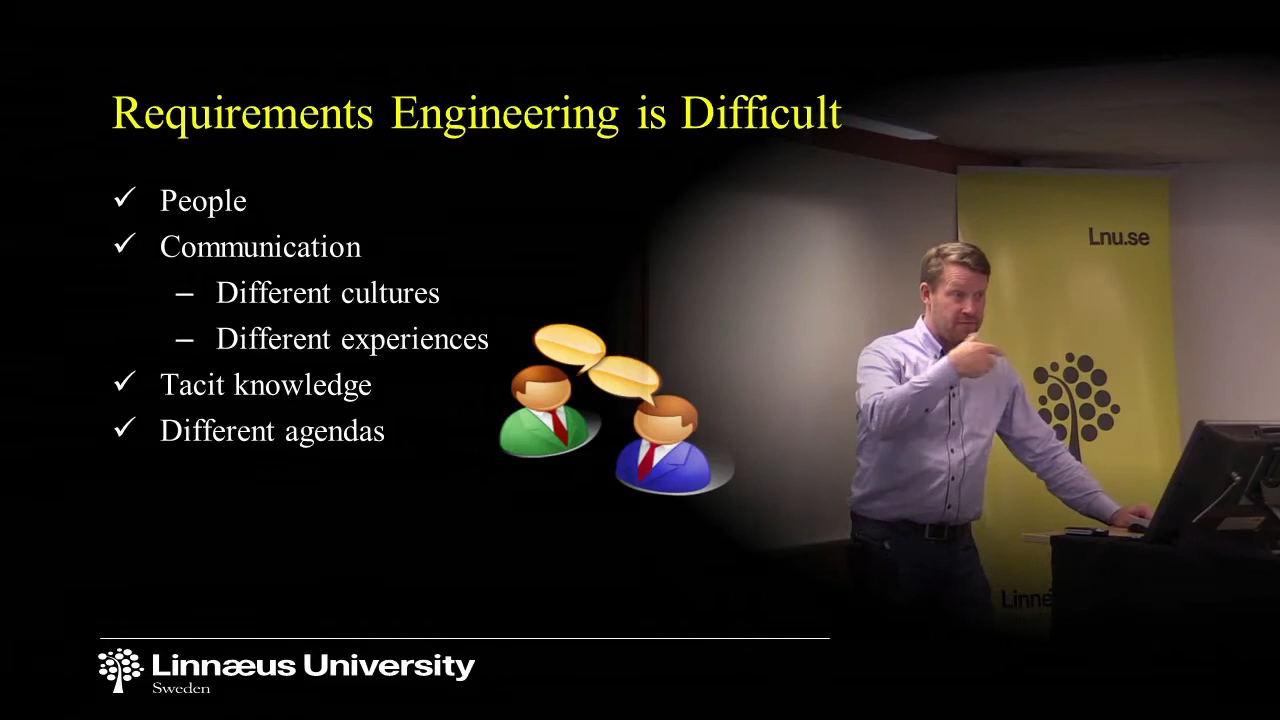 Requirements Engineering is Difficult
✓ People
✓ Communication
– Different cultures
– Different experiences
✓ Tacit knowledge
✓ Different agendas
Lnu.se
Linnæus University
Sweden